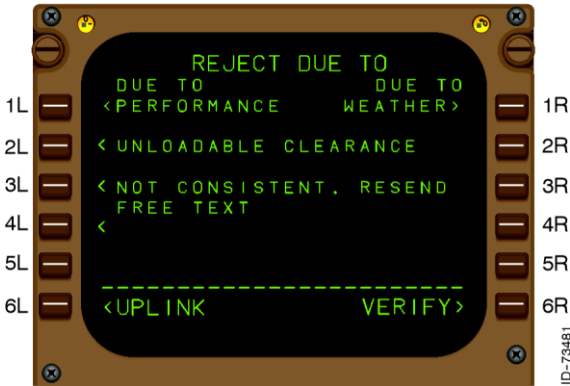 REJECT DUE TO
DUE TO DUE TO
1L <PERFORMANCE WEATHER> 1R
2L < UNLOADABLE CLEARANCE 2R
3L < NOT CONSISTENT. RESEND 3R
FREE TEXT
4L < 4R
5L 5R
------------------------
6L <UPLINK VERIFY> 6R
ID-73481